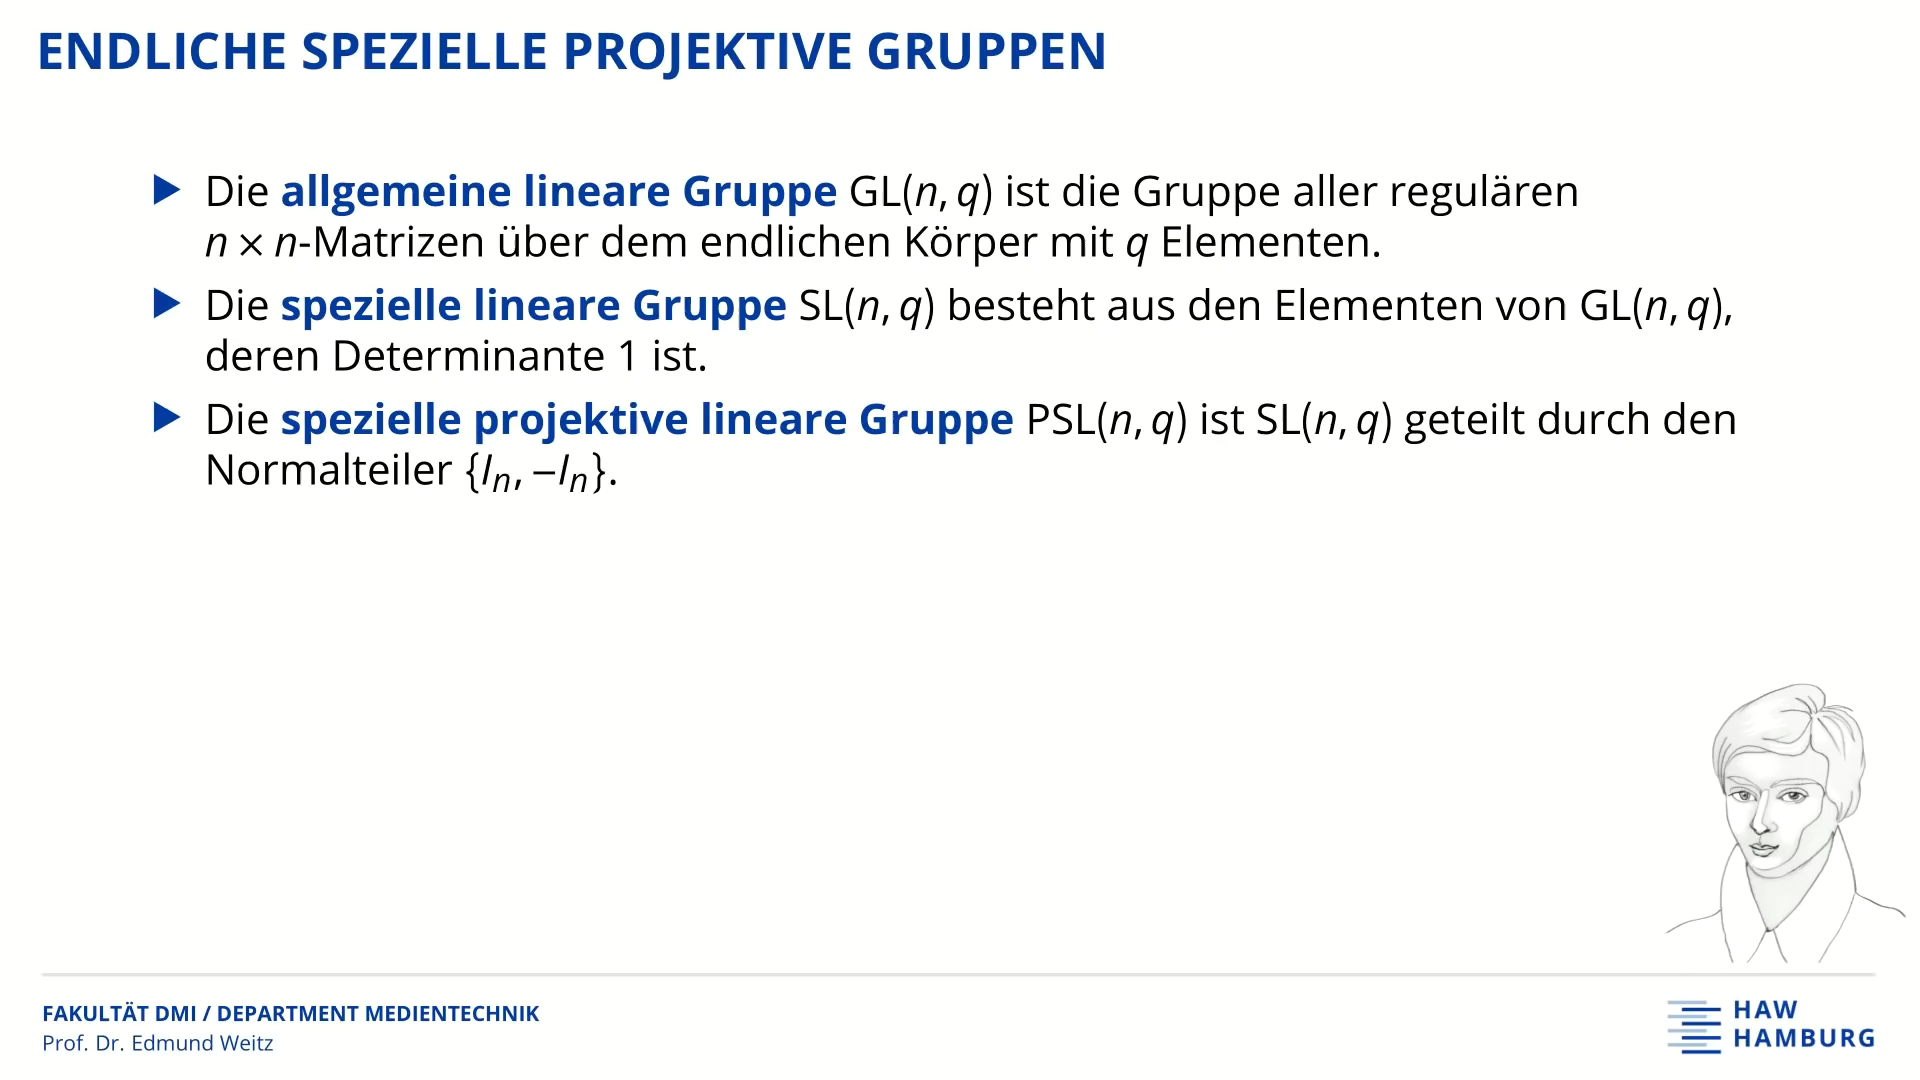 ENDLICHE SPEZIELLE PROJEKTIVE GRUPPEN
▶ Die allgemeine lineare Gruppe GL(n, q) ist die Gruppe aller regulären
n × n-Matrizen über dem endlichen Körper mit q Elementen.
▶ Die spezielle lineare Gruppe SL(n, q) besteht aus den Elementen von GL(n, q),
deren Determinante 1 ist.
▶ Die spezielle projektive lineare Gruppe PSL(n, q) ist SL(n, q) geteilt durch den
Normalteiler {Iₙ, −Iₙ}.
FAKULTÄT DMI / DEPARTMENT MEDIENTECHNIK
Prof. Dr. Edmund Weitz
HAW
HAMBURG